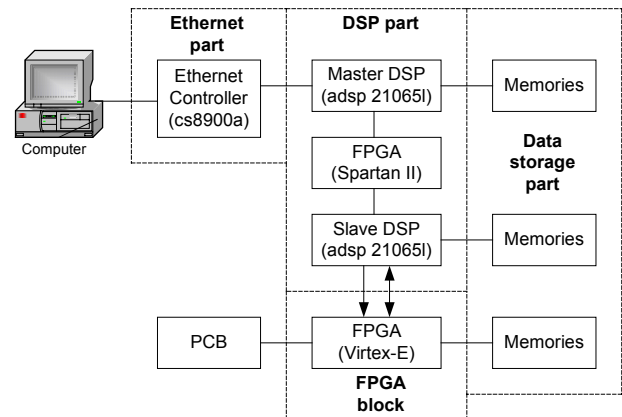 Ethernet
part
DSP part
Ethernet
Controller
(cs8900a)
Master DSP
(adsp 21065l)
Memories
Computer
FPGA
(Spartan II)
Data
storage
part
Slave DSP
(adsp 21065l)
Memories
PCB
FPGA
(Virtex-E)
Memories
FPGA
block